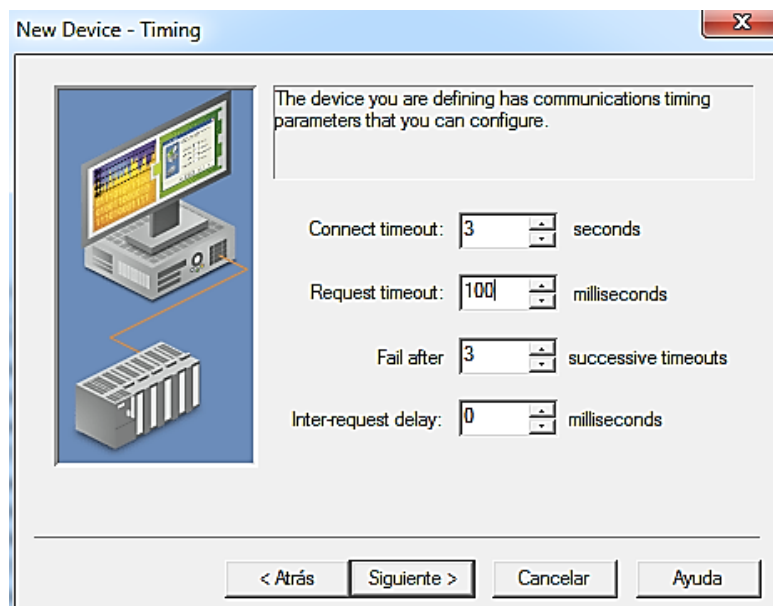 New Device - Timing
The device you are defining has communications timing
parameters that you can configure.
Connect timeout: 3 seconds
Request timeout: 100 milliseconds
Fail after 3 successive timeouts
Inter-request delay: 0 milliseconds
< Atrás Siguiente > Cancelar Ayuda